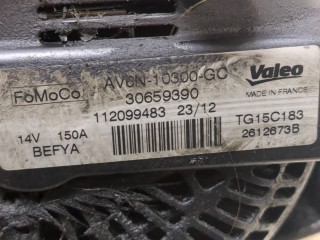 FoMoCo AV6N-10300-GC Valeo
30659390 MADE IN FRANCE
112099483 23/12 TG15C183
14V 150A 2612673B
BEFYA